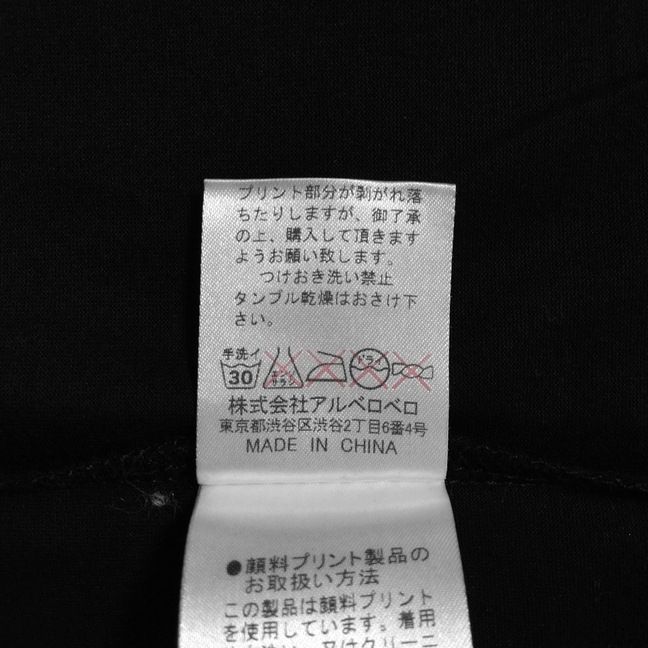 プリント部分が剥がれ落
ちたりしますが、御了承
の上、購入して頂きます
ようお願い致します。
つけおき洗い禁止
タンブル乾燥はおさけ下
さい。
手洗イ
30
エンソ
サラシ
ドライ
株式会社アルベロベロ
東京都渋谷区渋谷2丁目6番4号
MADE IN CHINA
●顔料プリント製品の
お取扱い方法
この製品は顔料プリント
を使用しています。着用